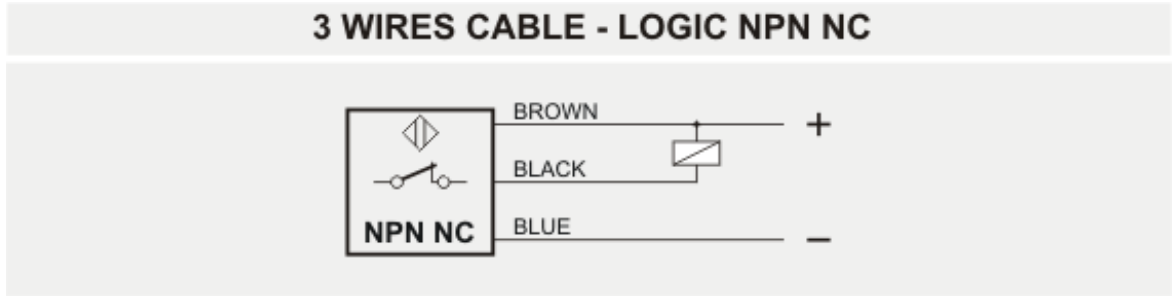 3 WIRES CABLE - LOGIC NPN NC
BROWN
+
BLACK
NPN NC
BLUE
–